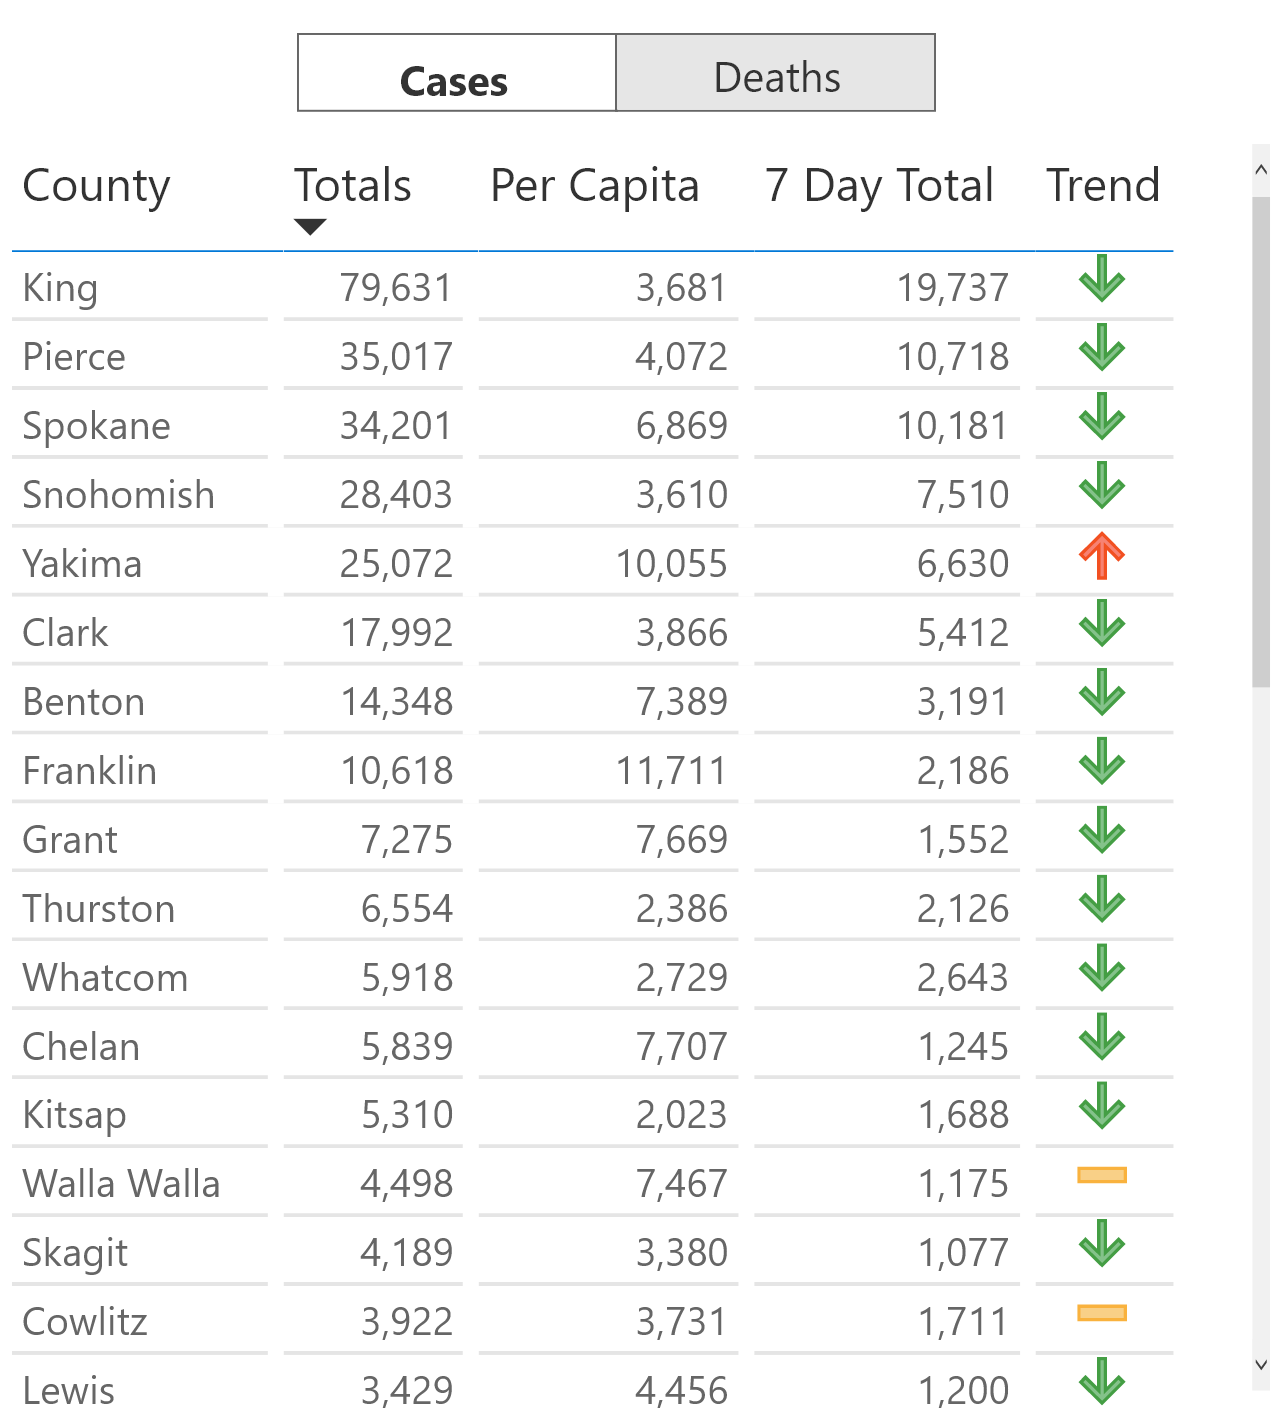 Cases Deaths
County Totals Per Capita 7 Day Total Trend
King 79,631 3,681 19,737
Pierce 35,017 4,072 10,718
Spokane 34,201 6,869 10,181
Snohomish 28,403 3,610 7,510
Yakima 25,072 10,055 6,630
Clark 17,992 3,866 5,412
Benton 14,348 7,389 3,191
Franklin 10,618 11,711 2,186
Grant 7,275 7,669 1,552
Thurston 6,554 2,386 2,126
Whatcom 5,918 2,729 2,643
Chelan 5,839 7,707 1,245
Kitsap 5,310 2,023 1,688
Walla Walla 4,498 7,467 1,175
Skagit 4,189 3,380 1,077
Cowlitz 3,922 3,731 1,711
Lewis 3,429 4,456 1,200